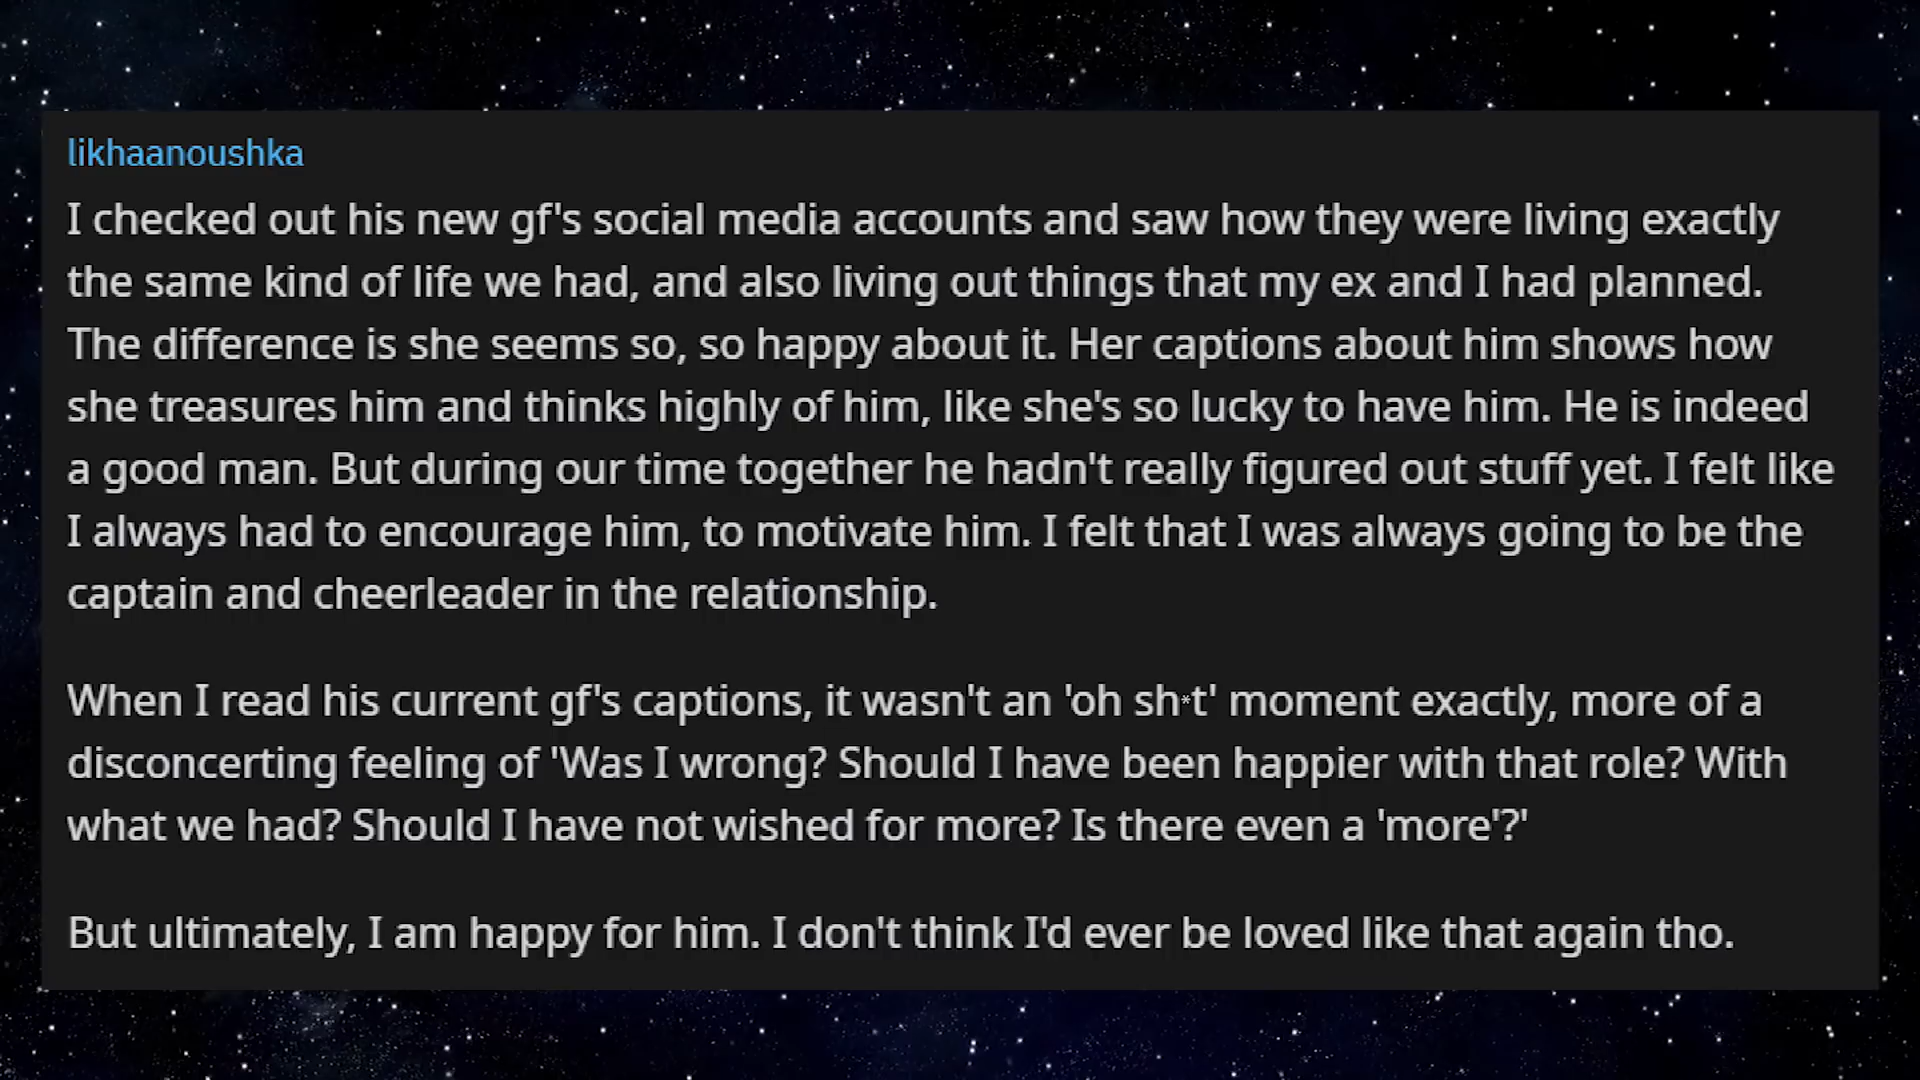 likhaanoushka
I checked out his new gf's social media accounts and saw how they were living exactly
the same kind of life we had, and also living out things that my ex and I had planned.
The difference is she seems so, so happy about it. Her captions about him shows how
she treasures him and thinks highly of him, like she's so lucky to have him. He is indeed
a good man. But during our time together he hadn't really figured out stuff yet. I felt like
I always had to encourage him, to motivate him. I felt that I was always going to be the
captain and cheerleader in the relationship.
When I read his current gf's captions, it wasn't an 'oh sh*t' moment exactly, more of a
disconcerting feeling of 'Was I wrong? Should I have been happier with that role? With
what we had? Should I have not wished for more? Is there even a 'more'?'
But ultimately, I am happy for him. I don't think I'd ever be loved like that again tho.